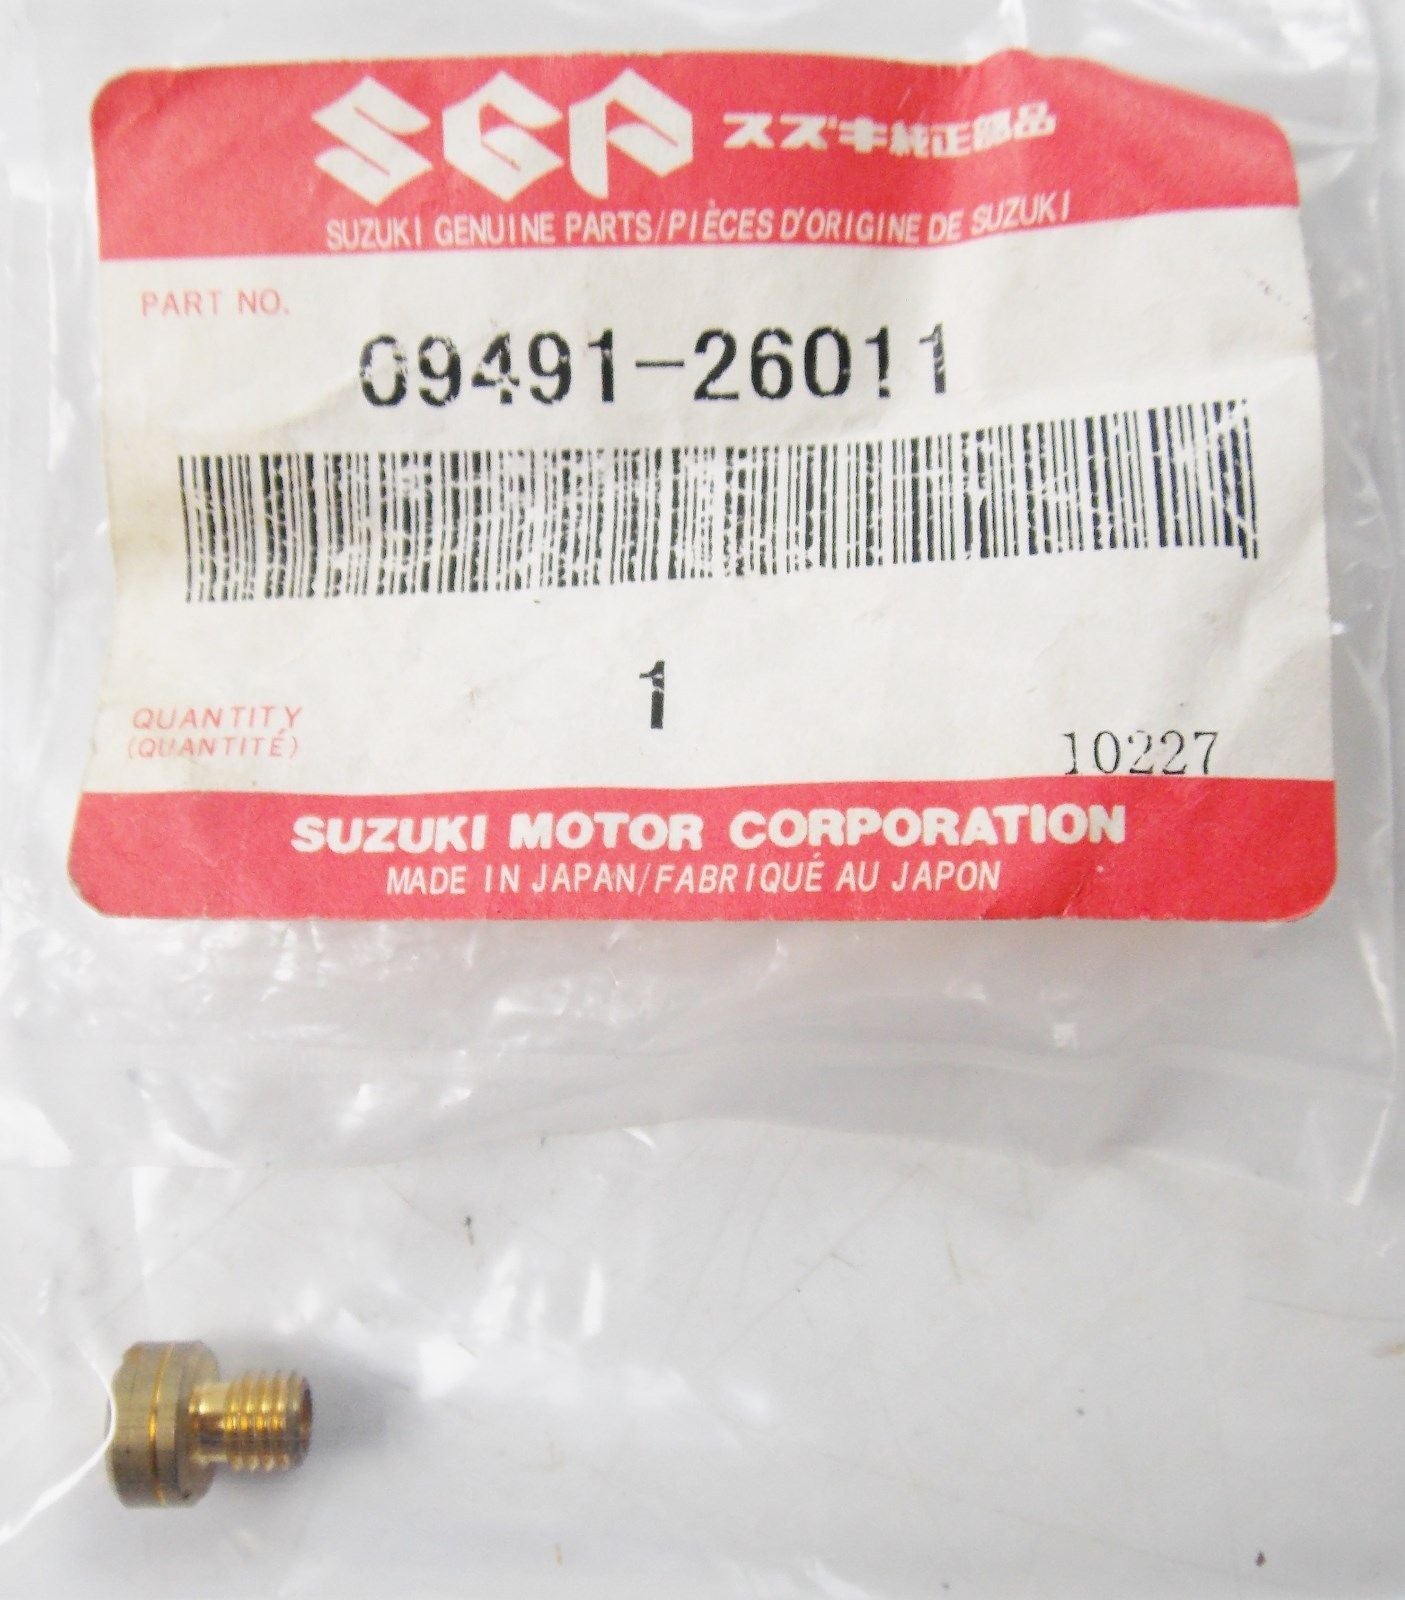 SGP スズキ純正部品
SUZUKI GENUINE PARTS/PIÈCES D'ORIGINE DE SUZUKI
PART NO.
09491-26011
1
QUANTITY
(QUANTITÉ)
10227
SUZUKI MOTOR CORPORATION
MADE IN JAPAN/FABRIQUÉ AU JAPON